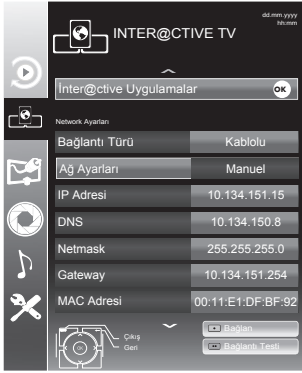 INTER@CTIVE TV
dd.mm.yyyy
hh:mm
İnter@ctive Uygulamalar
OK
Network Ayarları
Bağlantı Türü Kablolu
Ağ Ayarları Manuel
IP Adresi 10.134.151.15
DNS 10.134.150.8
Netmask 255.255.255.0
Gateway 10.134.151.254
MAC Adresi 00:11:E1:DF:BF:92
Çıkış
Geri
OK
Bağlan
Bağlantı Testi